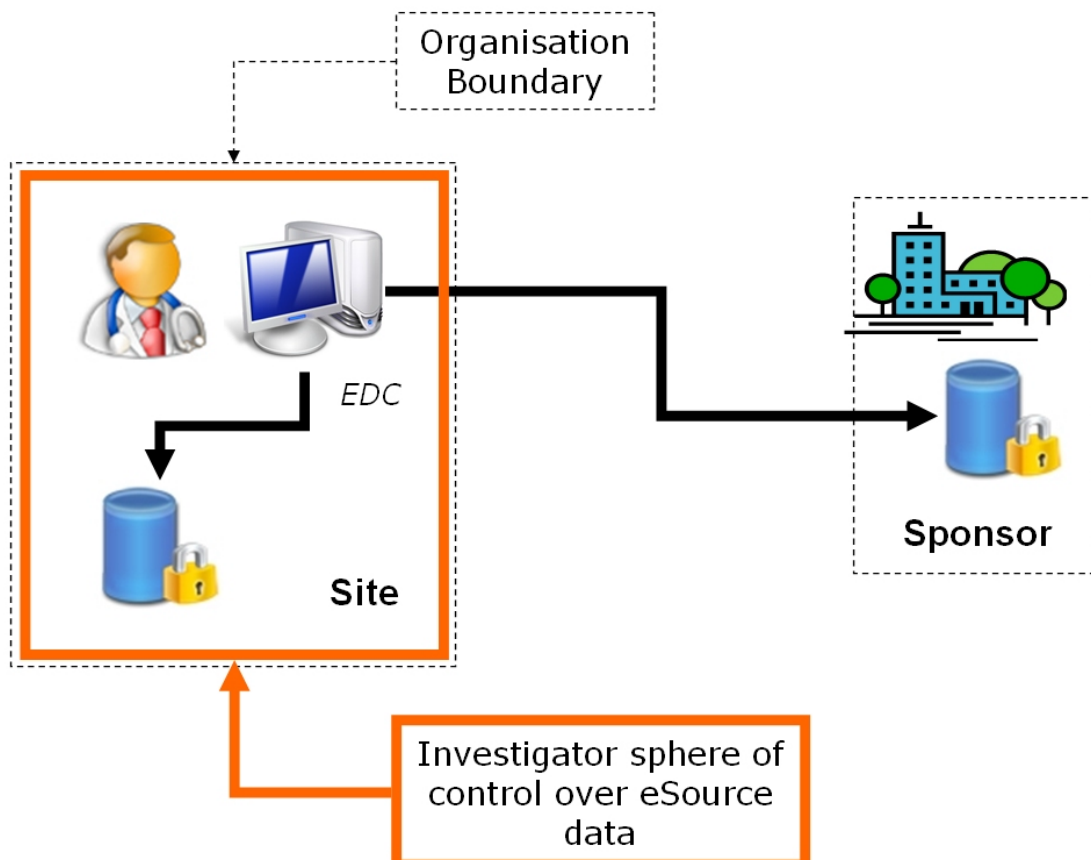 Organisation
Boundary
EDC
Site
Sponsor
Investigator sphere of
control over eSource
data